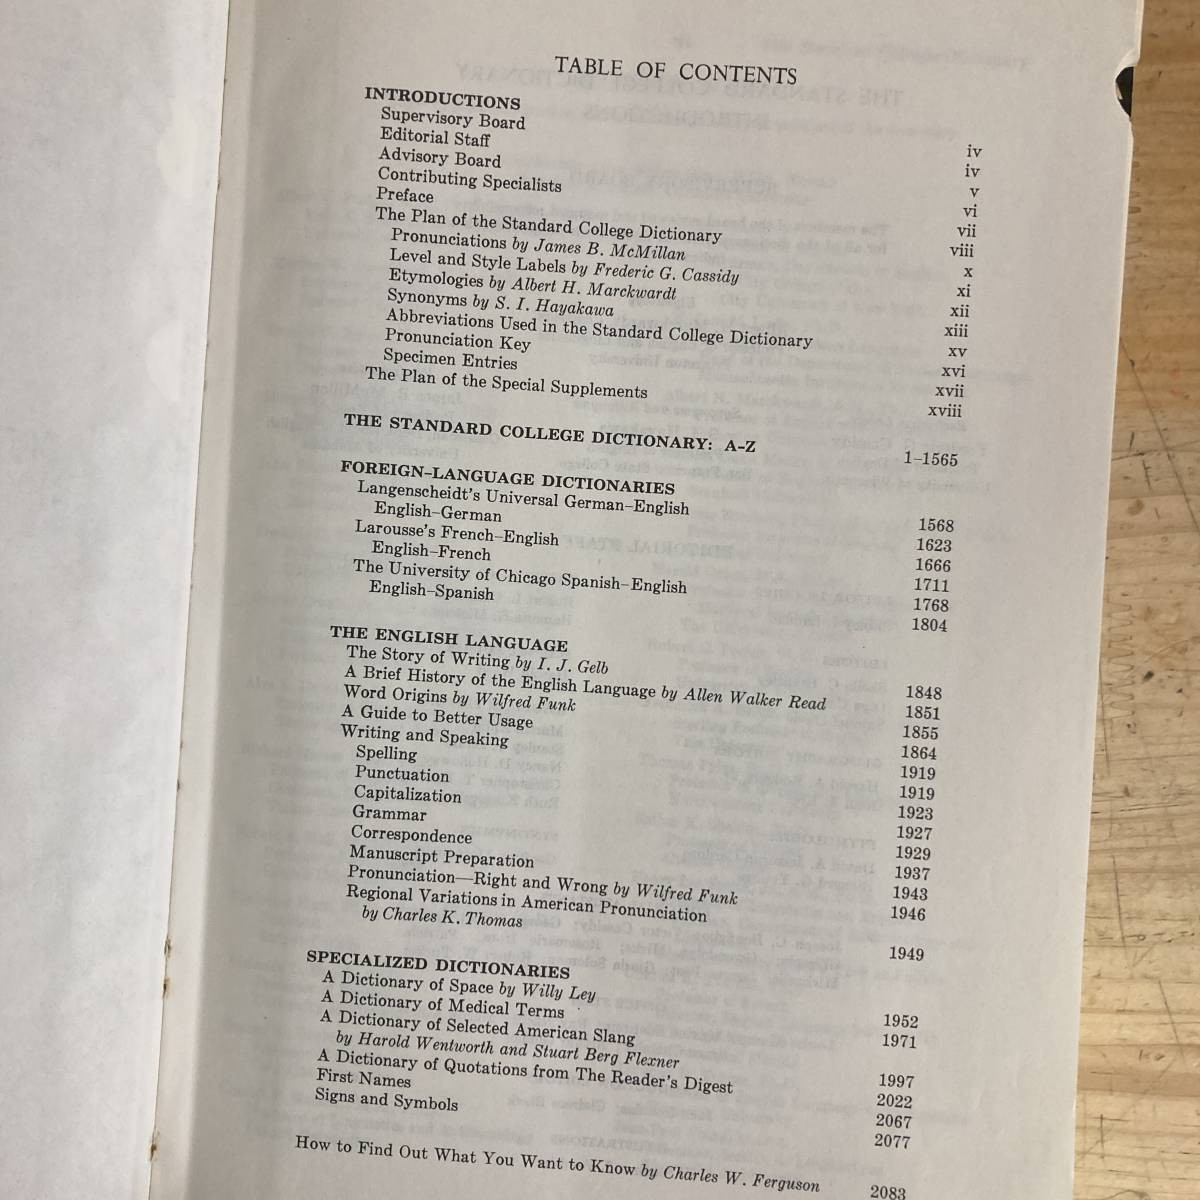 TABLE OF CONTENTS
INTRODUCTIONS
Supervisory Board iv
Editorial Staff iv
Advisory Board v
Contributing Specialists vi
Preface vii
The Plan of the Standard College Dictionary viii
Pronunciations by James B. McMillan x
Level and Style Labels by Frederic G. Cassidy xi
Etymologies by Albert H. Marckwardt xii
Synonyms by S. I. Hayakawa xiii
Abbreviations Used in the Standard College Dictionary xv
Pronunciation Key xvi
Specimen Entries xvii
The Plan of the Special Supplements xviii
THE STANDARD COLLEGE DICTIONARY: A-Z 1-1565
FOREIGN-LANGUAGE DICTIONARIES
Langenscheidt's Universal German-English 1568
English-German 1623
Larousse's French-English 1666
English-French 1711
The University of Chicago Spanish-English 1768
English-Spanish 1804
THE ENGLISH LANGUAGE
The Story of Writing by I. J. Gelb 1848
A Brief History of the English Language by Allen Walker Read 1851
Word Origins by Wilfred Funk 1855
A Guide to Better Usage 1864
Writing and Speaking 1919
Spelling 1919
Punctuation 1923
Capitalization 1927
Grammar 1929
Correspondence 1937
Manuscript Preparation 1943
Pronunciation—Right and Wrong by Wilfred Funk 1946
Regional Variations in American Pronunciation
by Charles K. Thomas 1949
SPECIALIZED DICTIONARIES
A Dictionary of Space by Willy Ley 1952
A Dictionary of Medical Terms 1971
A Dictionary of Selected American Slang
by Harold Wentworth and Stuart Berg Flexner 1997
A Dictionary of Quotations from The Reader's Digest 2022
First Names 2067
Signs and Symbols 2077
How to Find Out What You Want to Know by Charles W. Ferguson 2083